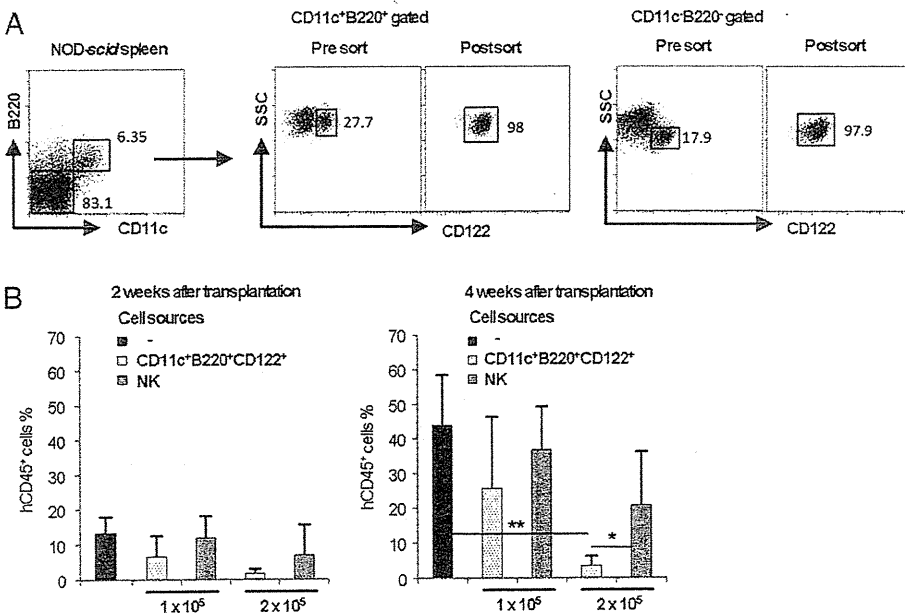 A
NOD-scid spleen
B220
6.35
83.1
CD11c
CD11c⁺B220⁺ gated
Pre sort
Postsort
SSC
27.7
98
CD122
CD11c⁻B220⁻ gated
Pre sort
Postsort
SSC
17.9
97.9
CD122
B
2 weeks after transplantation
Cell sources
-
CD11c⁺B220⁺CD122⁺
NK
hCD45⁺ cells %
70
60
50
40
30
20
10
0
1 x 10⁵
2 x 10⁵
4 weeks after transplantation
Cell sources
-
CD11c⁺B220⁺CD122⁺
NK
hCD45⁺ cells %
70
60
50
40
30
20
10
0
**
*
1 x 10⁵
2 x 10⁵